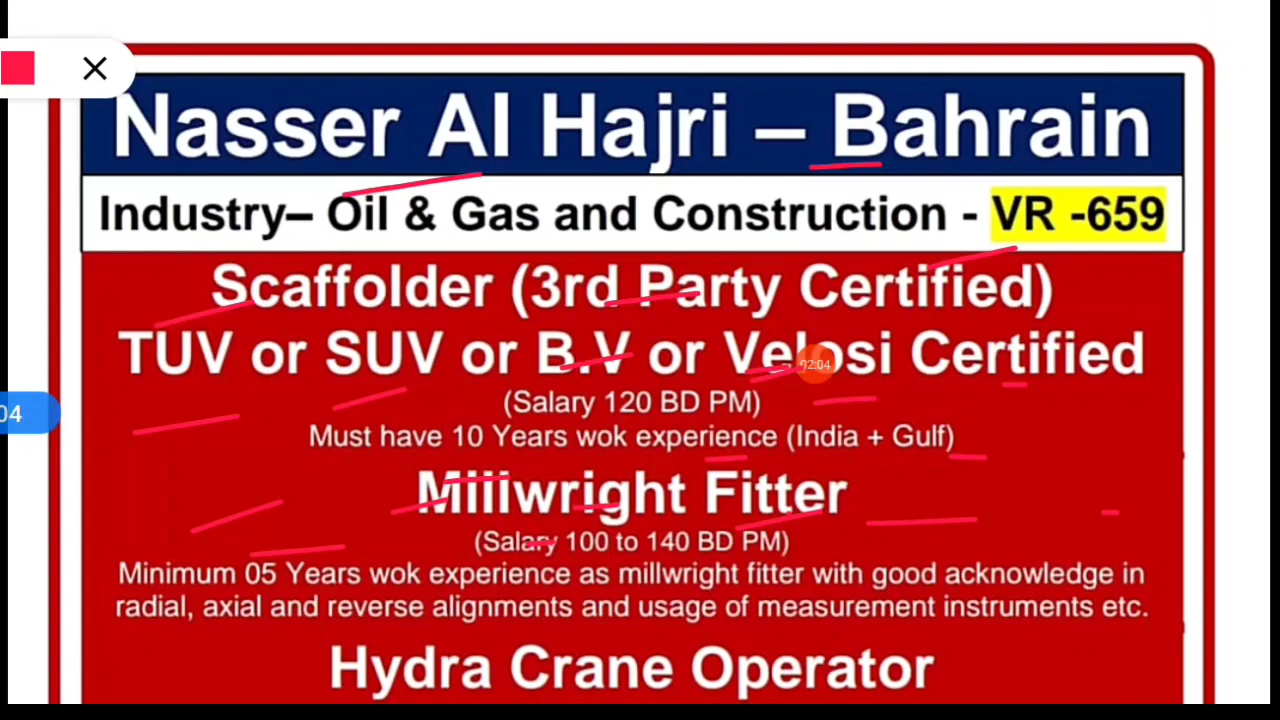 Nasser Al Hajri – Bahrain
Industry– Oil & Gas and Construction - VR -659
Scaffolder (3rd Party Certified)
TUV or SUV or B.V or Velosi Certified
02:04
(Salary 120 BD PM)
04
Must have 10 Years wok experience (India + Gulf)
Millwright Fitter
(Salary 100 to 140 BD PM)
Minimum 05 Years wok experience as millwright fitter with good acknowledge in
radial, axial and reverse alignments and usage of measurement instruments etc.
Hydra Crane Operator